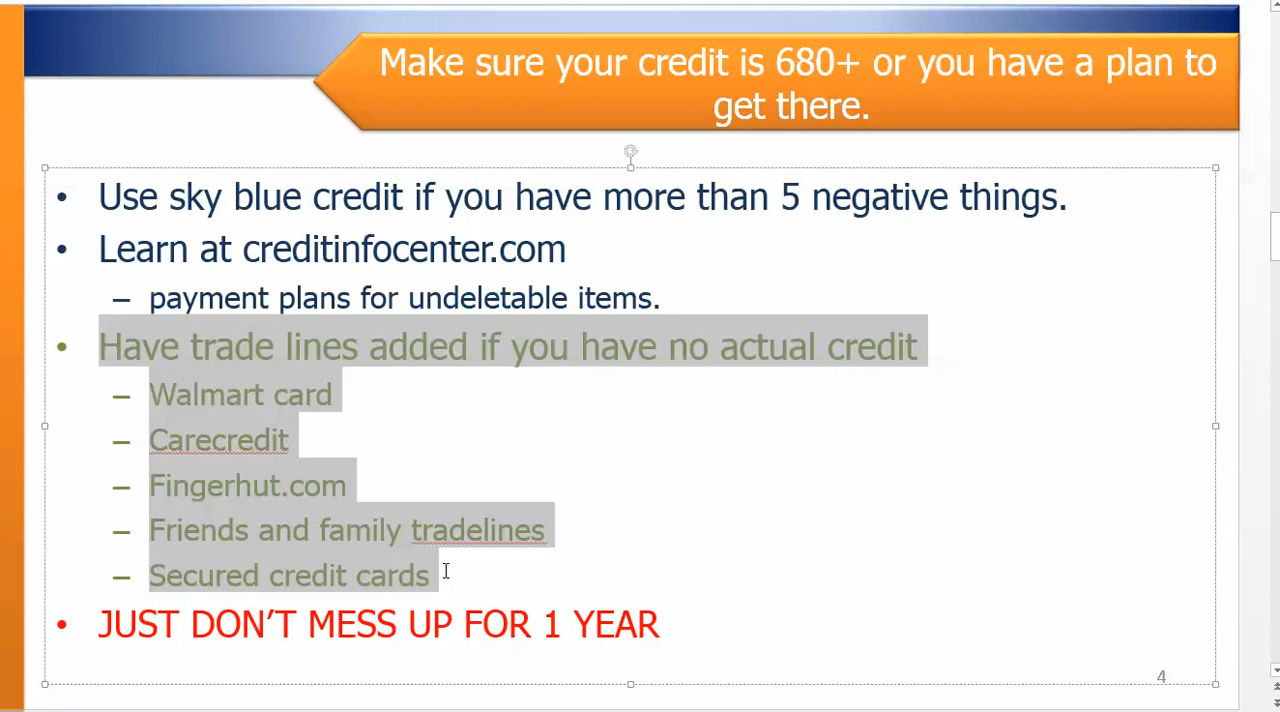 Make sure your credit is 680+ or you have a plan to
get there.
• Use sky blue credit if you have more than 5 negative things.
• Learn at creditinfocenter.com
– payment plans for undeletable items.
• Have trade lines added if you have no actual credit
– Walmart card
– Carecredit
– Fingerhut.com
– Friends and family tradelines
– Secured credit cards
• JUST DON’T MESS UP FOR 1 YEAR
4